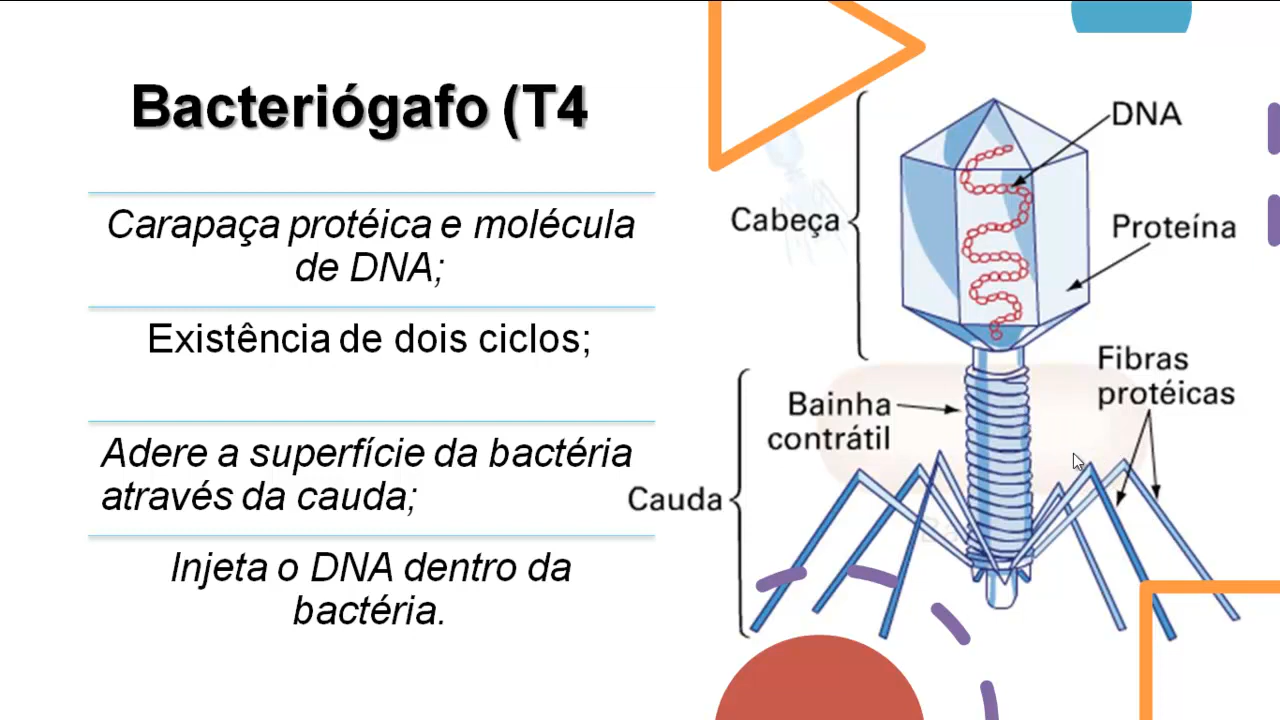 Bacteriógafo (T4
Carapaça protéica e molécula
de DNA;
Existência de dois ciclos;
Adere a superfície da bactéria
através da cauda;
Injeta o DNA dentro da
bactéria.
DNA
Cabeça
Proteína
Fibras
protéicas
Bainha
contrátil
Cauda